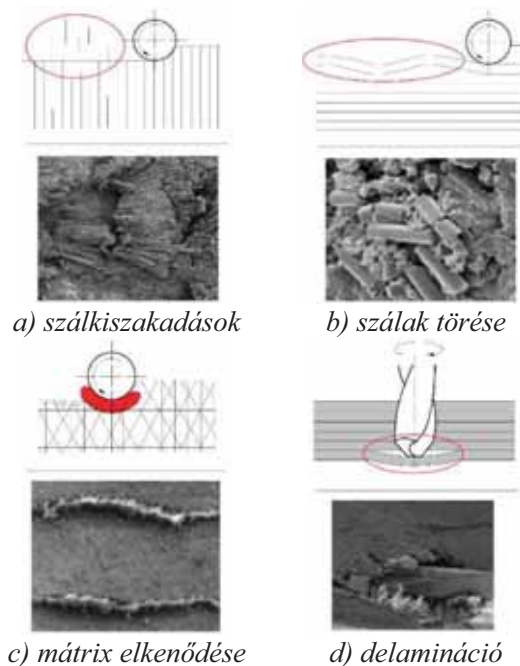 a) szálkiszakadások
b) szálak törése
c) mátrix elkenődése
d) delamináció